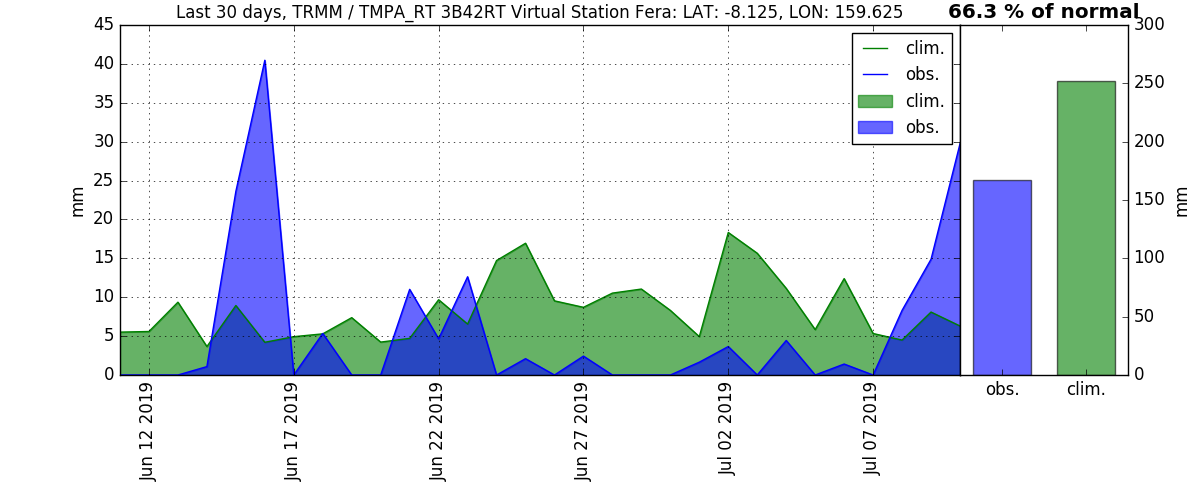 Last 30 days, TRMM / TMPA_RT 3B42RT Virtual Station Fera: LAT: -8.125, LON: 159.625
66.3 % of normal
45
40
35
30
25
20
15
10
5
0
mm
clim.
obs.
clim.
obs.
300
250
200
150
100
50
0
mm
Jun 12 2019
Jun 17 2019
Jun 22 2019
Jun 27 2019
Jul 02 2019
Jul 07 2019
obs.
clim.